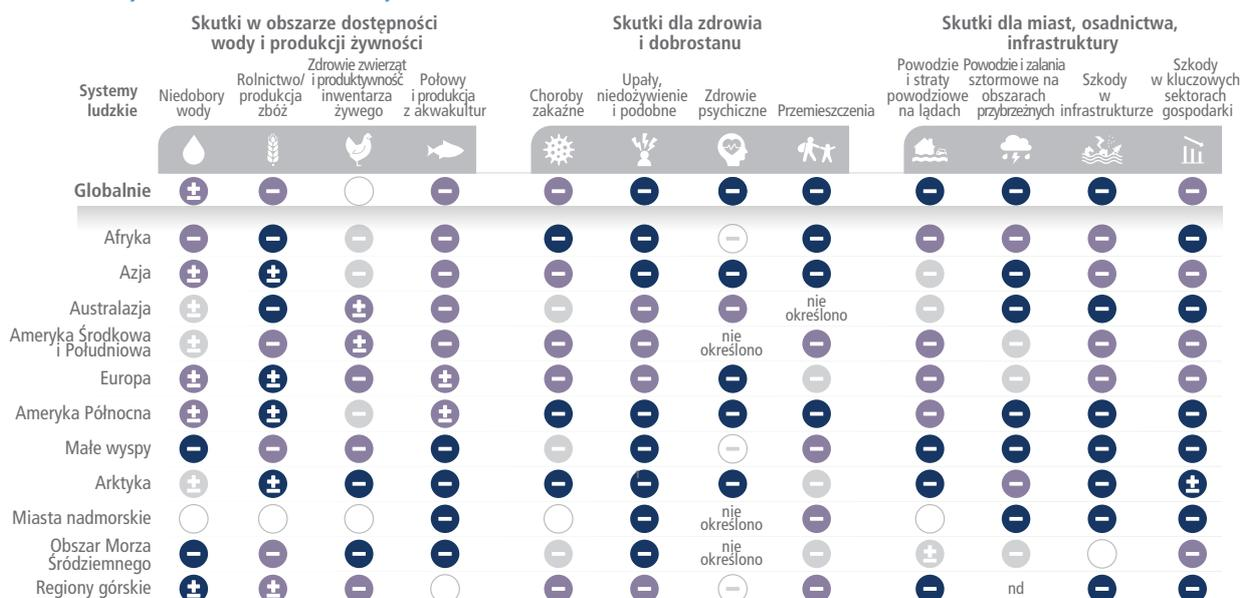 Skutki w obszarze dostępności
wody i produkcji żywności
Skutki dla zdrowia
i dobrostanu
Skutki dla miast, osadnictwa,
infrastruktury
Systemy
ludzkie
Niedobory
wody
Rolnictwo/
produkcja
zbóż
Zdrowie zwierząt
i produktywność
inwentarza
żywego
Połowy
i produkcja
z akwakultur
Choroby
zakaźne
Upały,
niedożywienie
i podobne
Zdrowie
psychiczne
Przemieszczenia
Powodzie
i straty
powodziowe
na lądach
Powodzie i zalania
sztormowe na
obszarach
przybrzeżnych
Szkody
w
infrastrukturze
Szkody
w kluczowych
sektorach
gospodarki
Globalnie
Afryka
Azja
Australazja
nie
określono
Ameryka Środkowa
i Południowa
nie
określono
Europa
Ameryka Północna
Małe wyspy
Arktyka
Miasta nadmorskie
nie
określono
Obszar Morza
Śródziemnego
nie
określono
Regiony górskie
nd